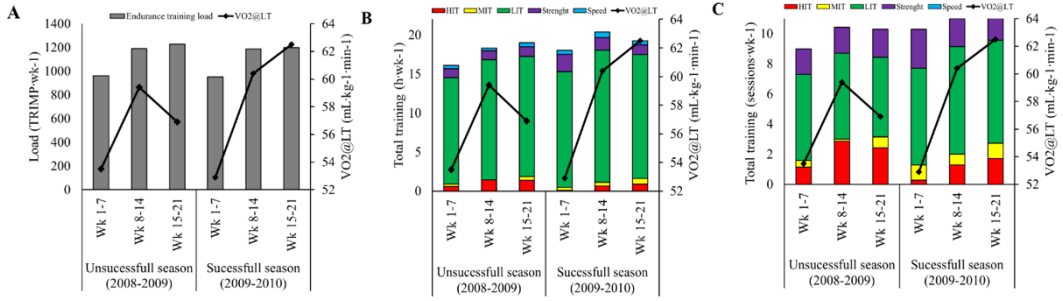 A
Endurance training load VO2@LT
Load (TRIMP·wk-1)
1400
1200
1000
800
600
400
200
0
64
62
60
58
56
54
52
VO2@LT (mL·kg-1·min-1)
Wk 1-7
Wk 8-14
Wk 15-21
Wk 1-7
Wk 8-14
Wk 15-21
Unsucessfull season
(2008-2009)
Sucessfull season
(2009-2010)
B
HIT MIT LIT Strenght Speed VO2@LT
Total training (h·wk-1)
20
15
10
5
0
64
62
60
58
56
54
52
VO2@LT (mL·kg-1·min-1)
Wk 1-7
Wk 8-14
Wk 15-21
Wk 1-7
Wk 8-14
Wk 15-21
Unsucessfull season
(2008-2009)
Sucessfull season
(2009-2010)
C
HIT MIT LIT Strenght Speed VO2@LT
Total training (sessions·wk-1)
10
8
6
4
2
0
64
62
60
58
56
54
52
VO2@LT (mL·kg-1·min-1)
Wk 1-7
Wk 8-14
Wk 15-21
Wk 1-7
Wk 8-14
Wk 15-21
Unsucessfull season
(2008-2009)
Sucessfull season
(2009-2010)